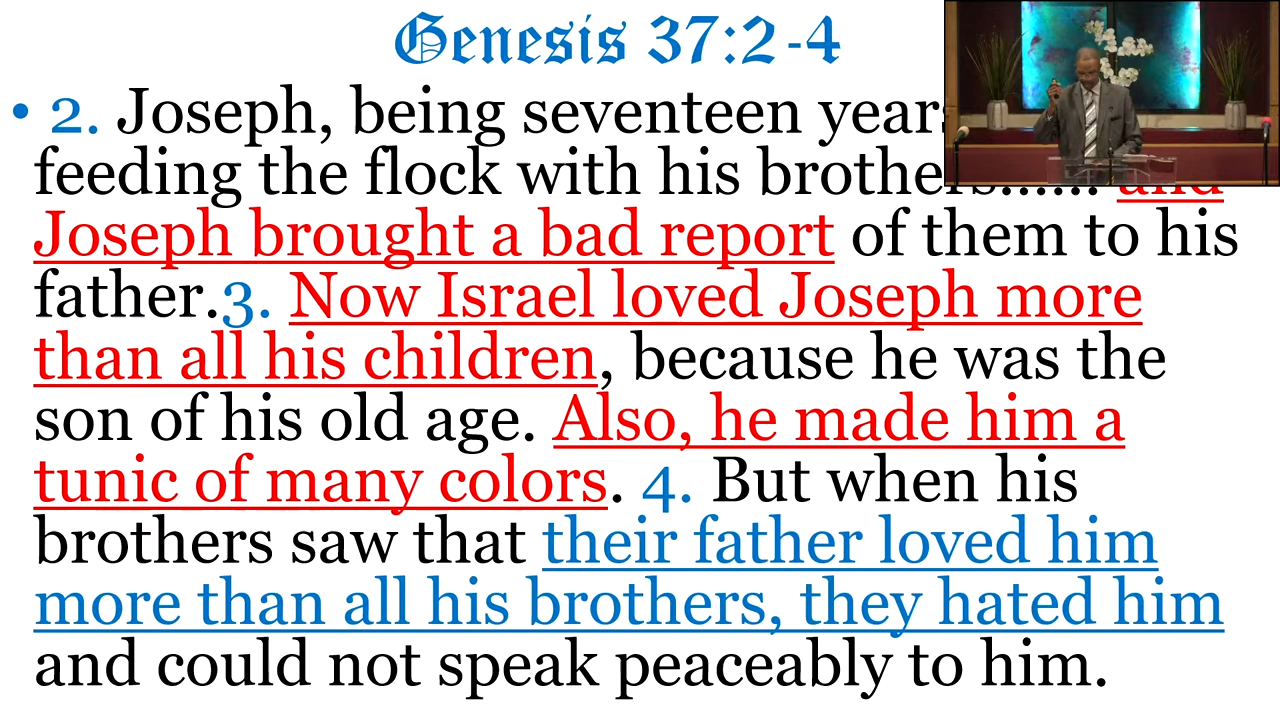 Genesis 37:2-4
• 2. Joseph, being seventeen years
feeding the flock with his brothers...... and
Joseph brought a bad report of them to his
father.3. Now Israel loved Joseph more
than all his children, because he was the
son of his old age. Also, he made him a
tunic of many colors. 4. But when his
brothers saw that their father loved him
more than all his brothers, they hated him
and could not speak peaceably to him.